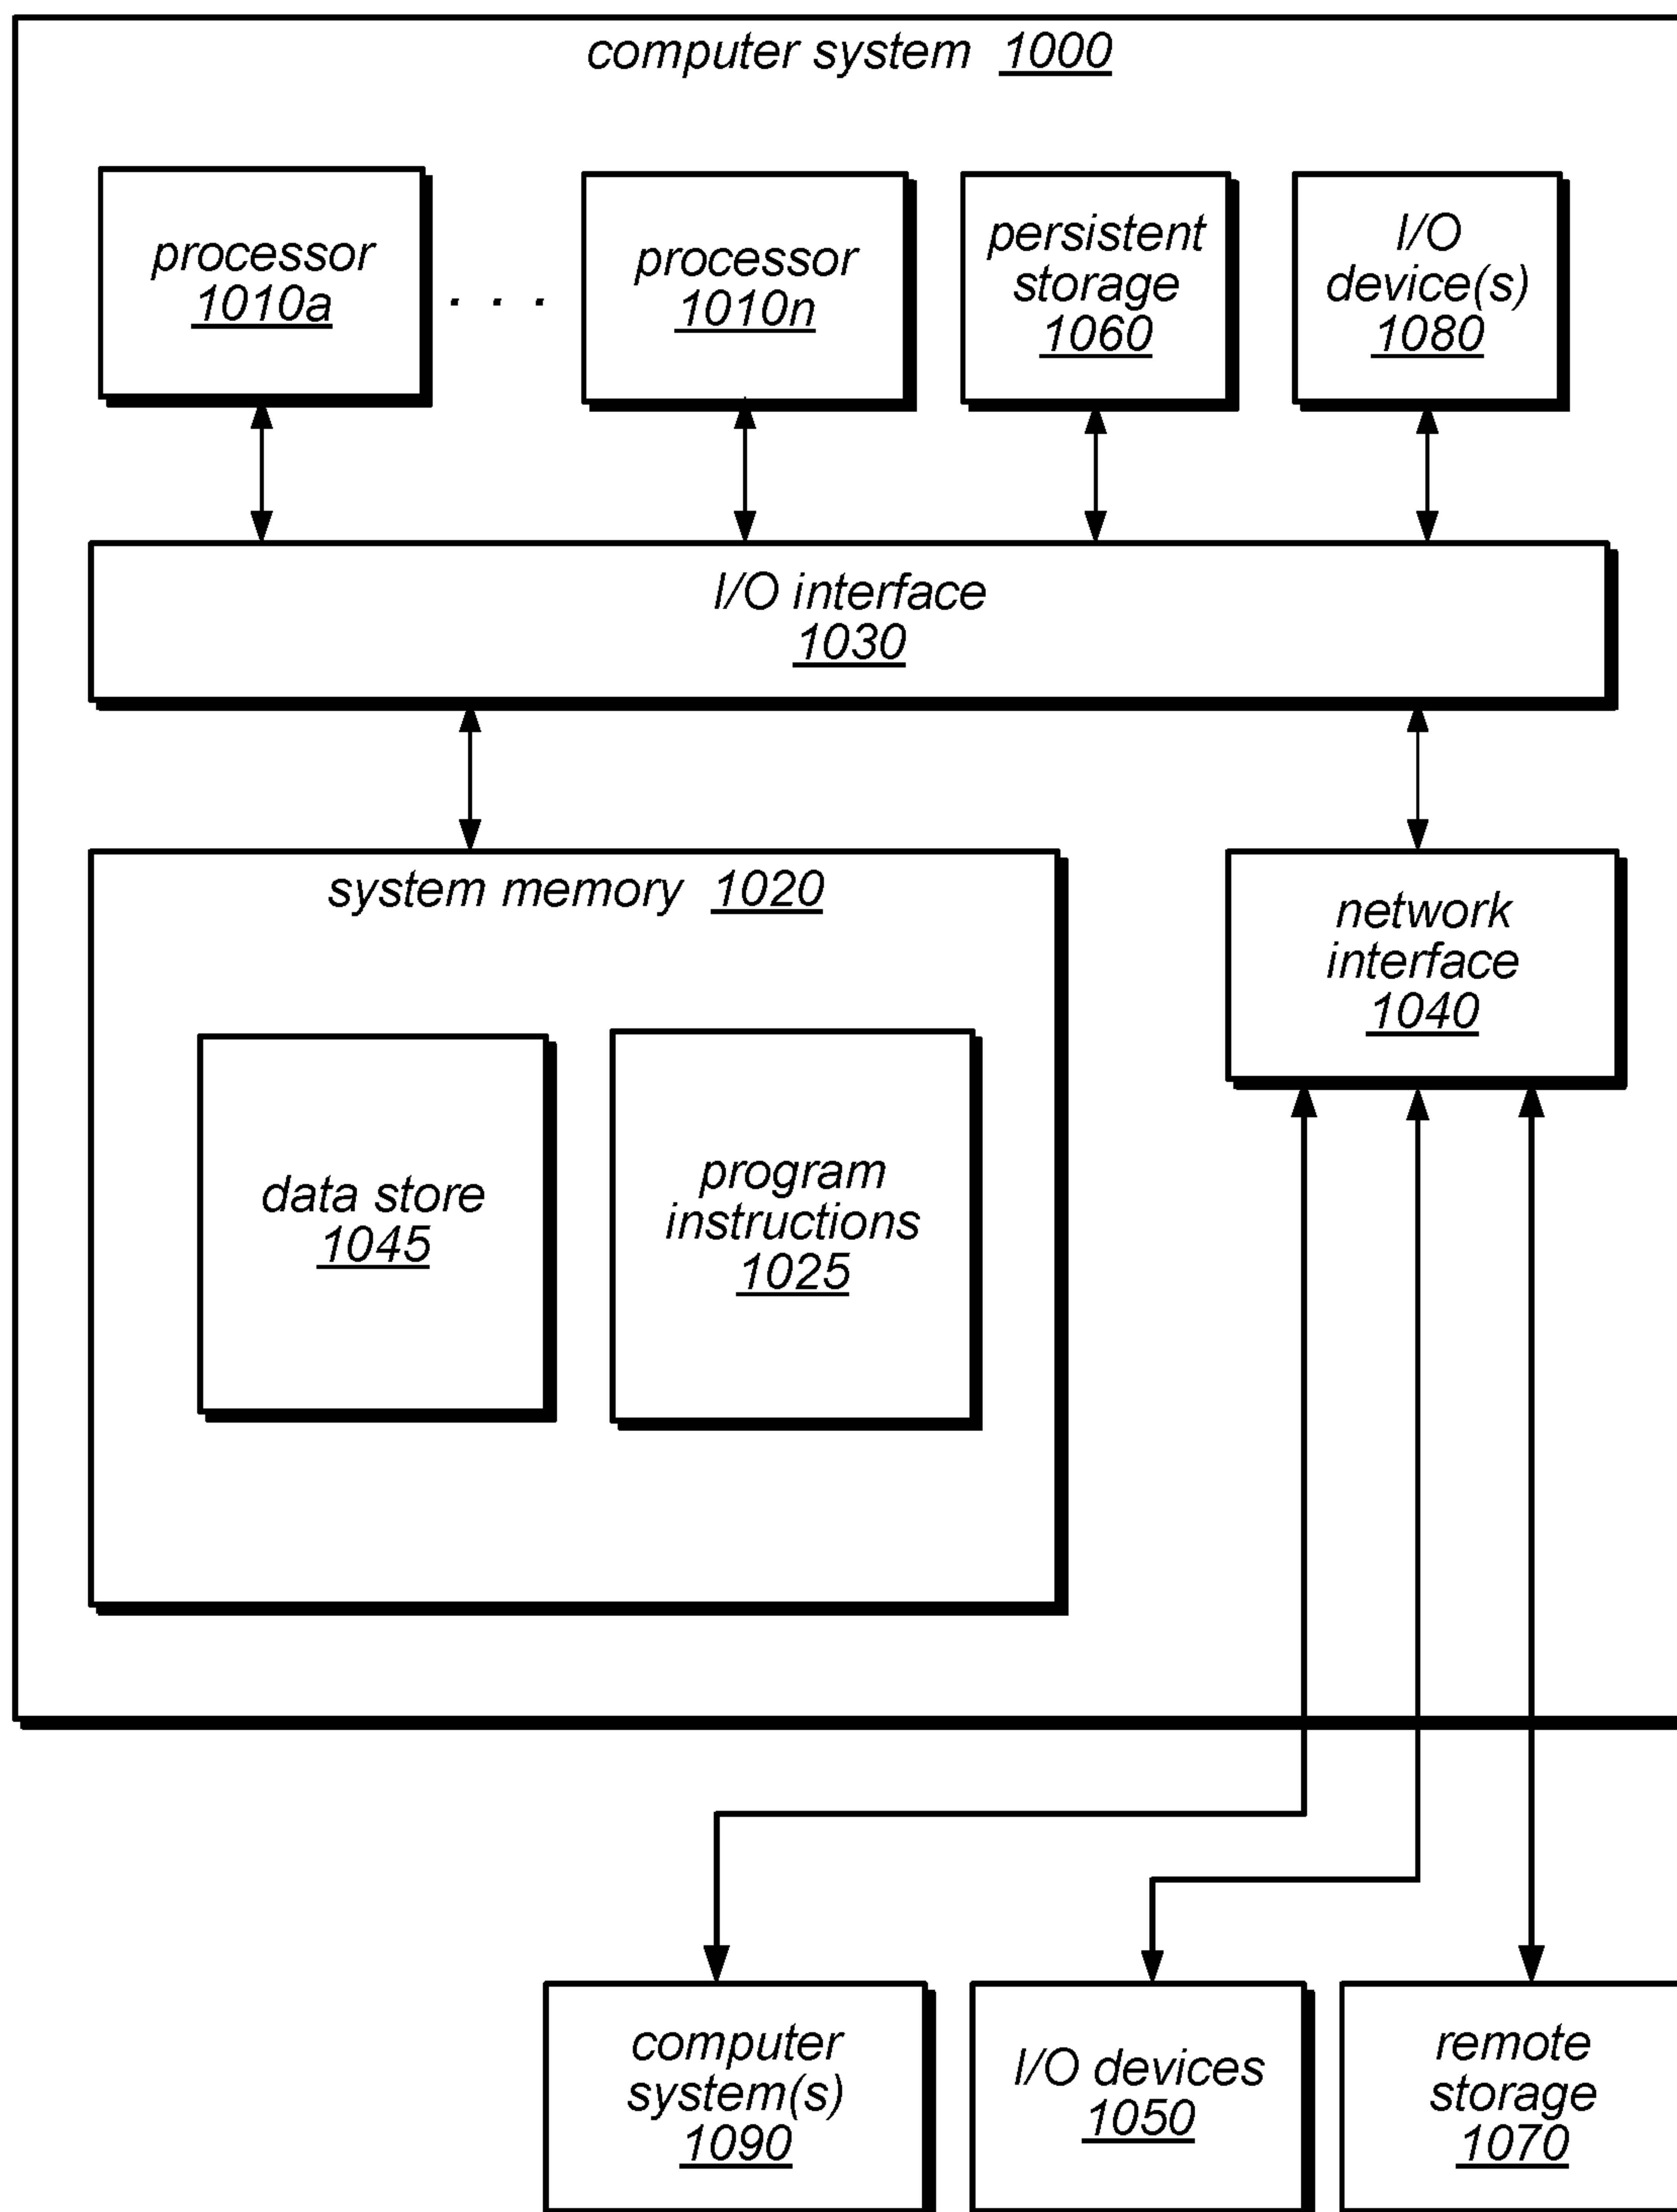 computer system 1000
processor
1010a
. . .
processor
1010n
persistent
storage
1060
I/O
device(s)
1080
I/O interface
1030
system memory 1020
network
interface
1040
data store
1045
program
instructions
1025
computer
system(s)
1090
I/O devices
1050
remote
storage
1070